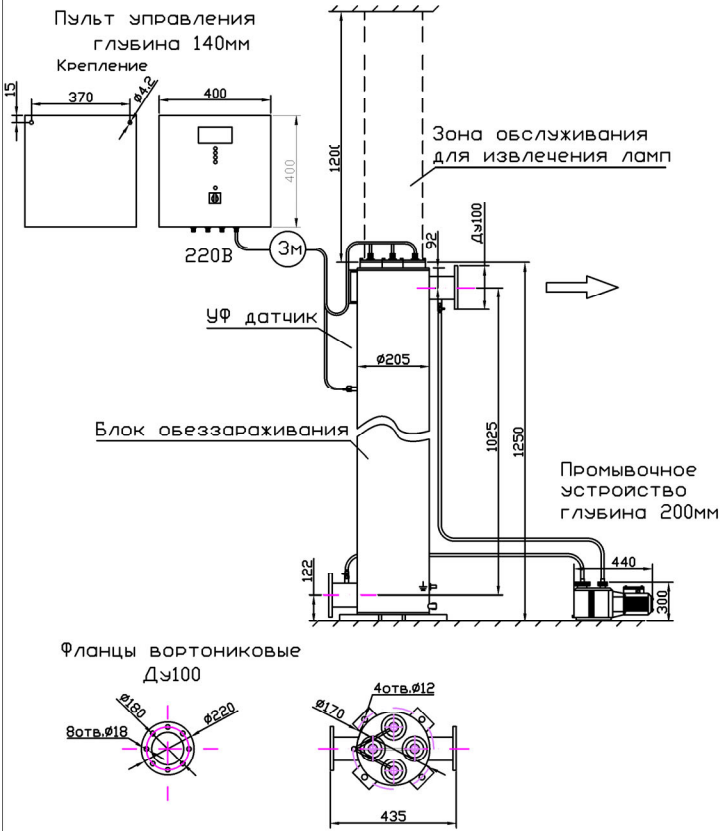 Пульт управления
глубина 140мм
Крепление
15
370
ø4,2
400
400
220В
3м
1200
Зона обслуживания
для извлечения ламп
92
Ду100
УФ датчик
ø205
Блок обеззараживания
1025
1250
Промывочное
устройство
глубина 200мм
440
300
122
Фланцы вортониковые
Ду100
ø180
ø220
8отв.ø18
ø170
4отв.ø12
435